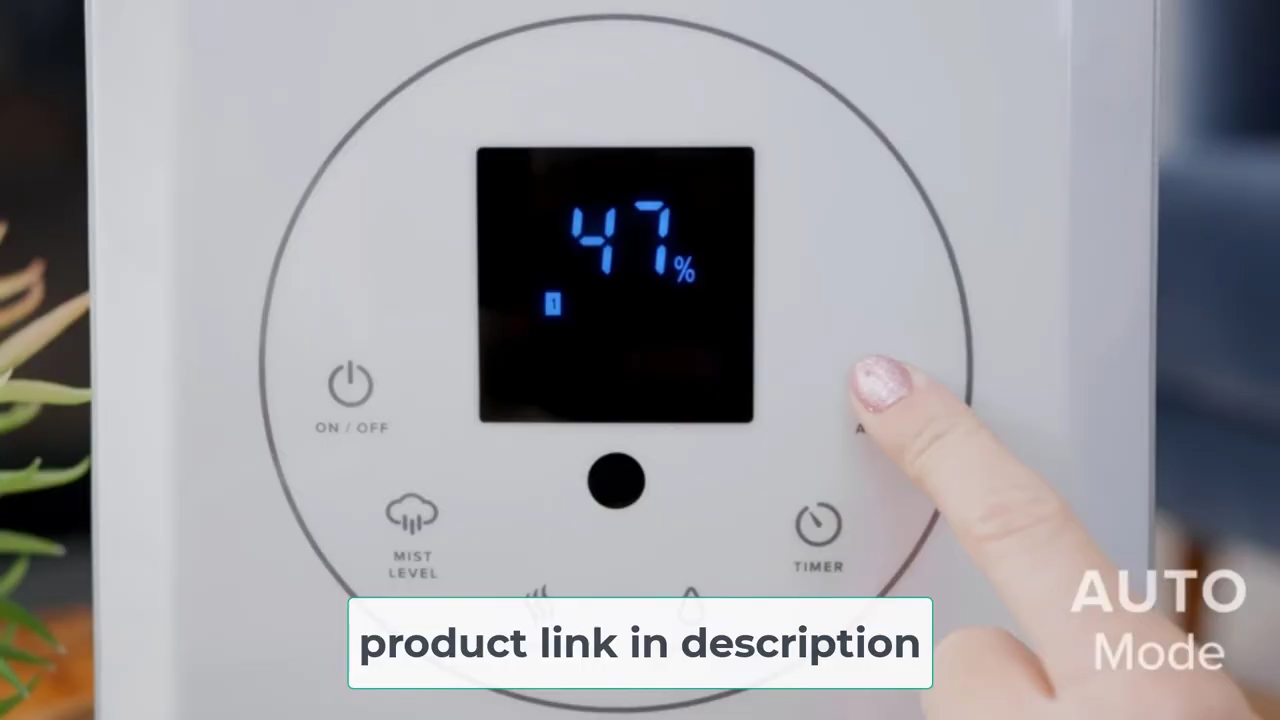 47%
1
ON / OFF
A
MIST
LEVEL
TIMER
AUTO
Mode
product link in description